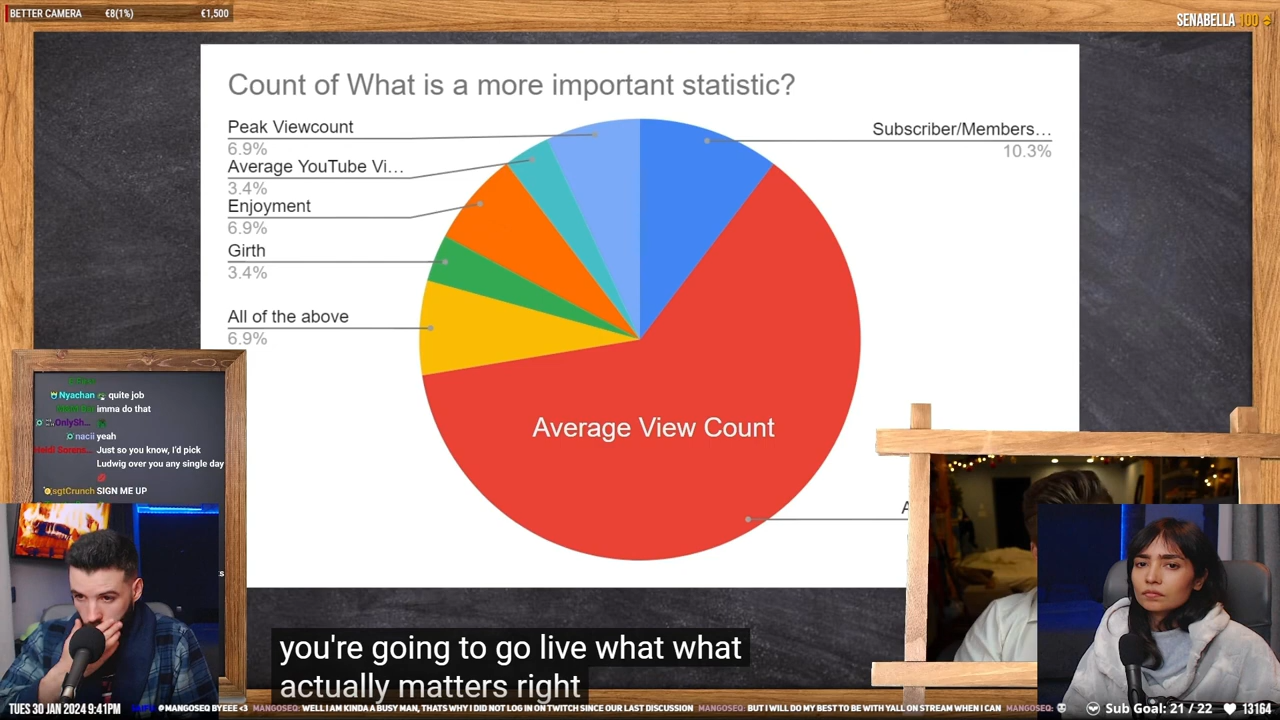 BETTER CAMERA €8(1%) €1,500
SENABELLA 100
Count of What is a more important statistic?
Peak Viewcount
6.9%
Average YouTube Vi…
3.4%
Enjoyment
6.9%
Girth
3.4%
All of the above
6.9%
Subscriber/Members…
10.3%
Average View Count
A
Nyachan quite job
imma do that
OnlySh...
nacii yeah
Just so you know, I'd pick
Ludwig over you any single day
sgtCrunch SIGN ME UP
you're going to go live what what
actually matters right
TUES 30 JAN 2024 9:41PM
@MANGOSEQ BYEEE <3 MANGOSEQ: WELL I AM KINDA A BUSY MAN, THATS WHY I DID NOT LOG IN ON TWITCH SINCE OUR LAST DISCUSSION MANGOSEQ: BUT I WILL DO MY BEST TO BE WITH YALL ON STREAM WHEN I CAN MANGOSEQ:
Sub Goal: 21 / 22 13164